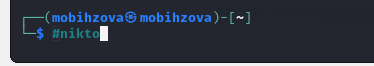 ┌──(mobihzova㉿mobihzova)-[~]
└─$ #nikto